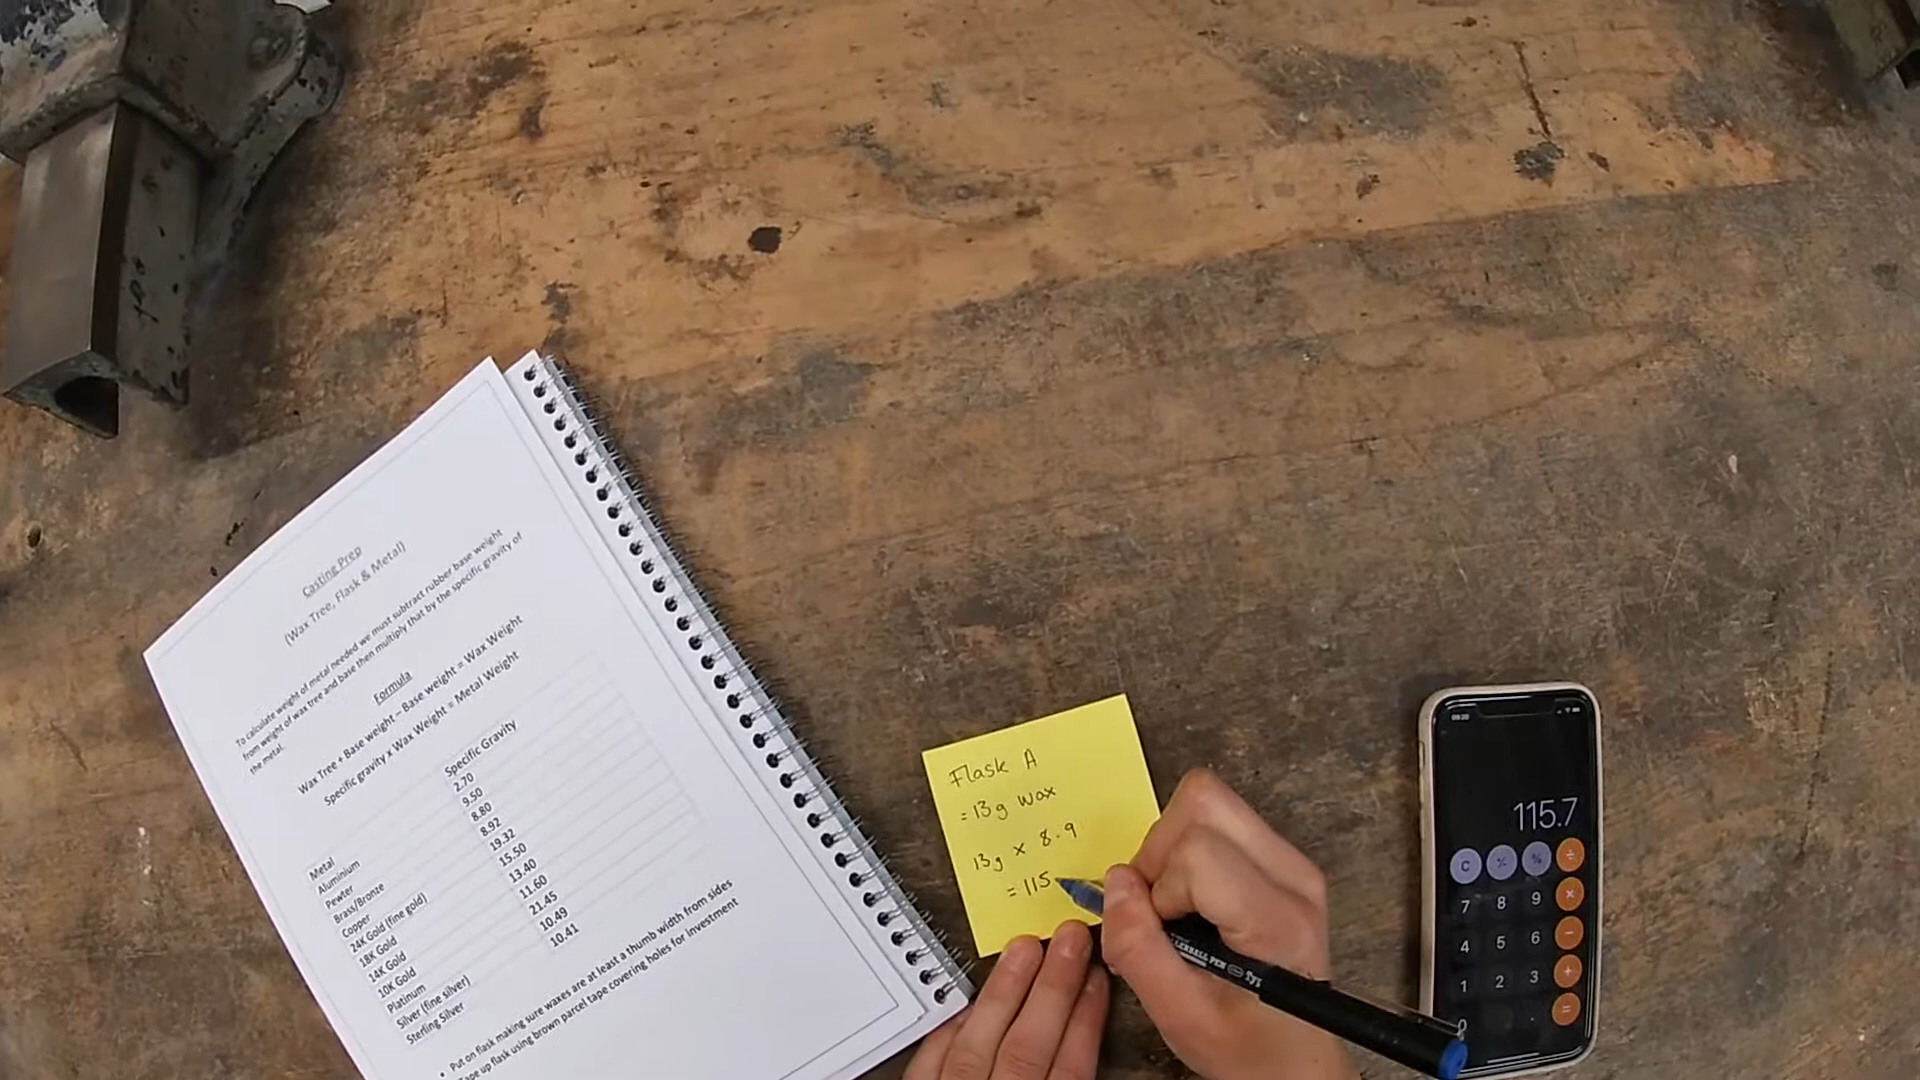 Casting Prep
(Wax Tree, Flask & Metal)
To calculate weight of metal needed we must subtract rubber base weight
from weight of wax tree and base then multiply that by the specific gravity of
the metal.
Formula
Wax Tree + Base weight – Base weight = Wax Weight
Specific gravity x Wax Weight = Metal Weight
Metal Specific Gravity
Aluminium 2.70
Pewter 9.50
Brass/Bronze 8.80
Copper 8.92
24K Gold (fine gold) 19.32
18K Gold 15.50
14K Gold 13.40
10K Gold 11.60
Platinum 21.45
Silver (fine silver) 10.49
Sterling Silver 10.41
• Put on flask making sure waxes are at least a thumb width from sides
Tape up flask using brown parcel tape covering holes for investment
Flask A
= 13g wax
13g x 8.9
= 115
09:20
115.7
C % ÷
7 8 9 ×
4 5 6 −
1 2 3 +
0 . =